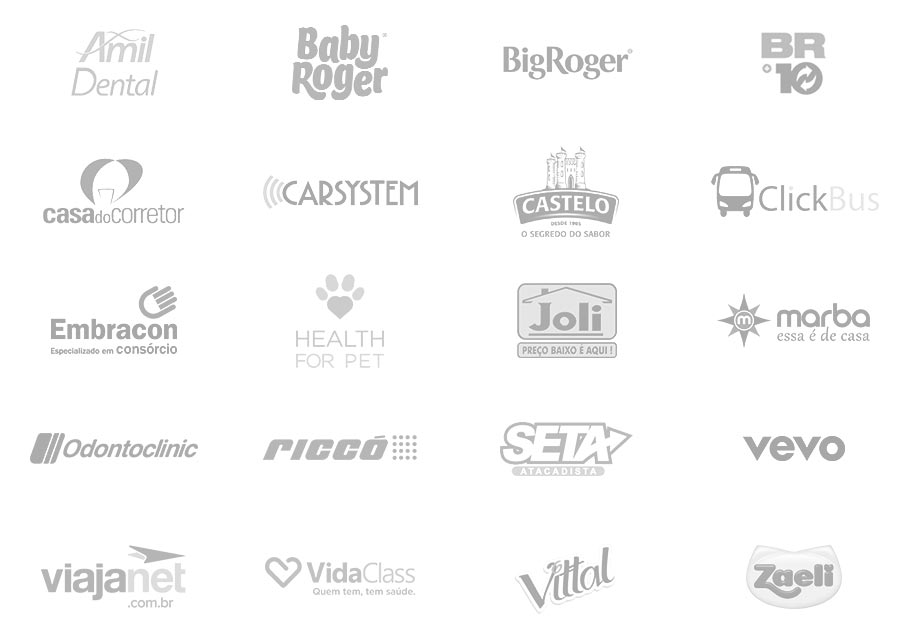 Amil
Dental
Baby
Roger
BigRoger
BR
10
casadocorretor
CARSYSTEM
CASTELO
DESDE 1905
O SEGREDO DO SABOR
ClickBus
Embracon
Especializado em consórcio
HEALTH
FOR PET
Joli
PREÇO BAIXO É AQUI !
m marba
essa é de casa
Odontoclinic
riccó
SETA
ATACADISTA
vevo
viajanet
.com.br
VidaClass
Quem tem, tem saúde.
Vittal
Zaeli